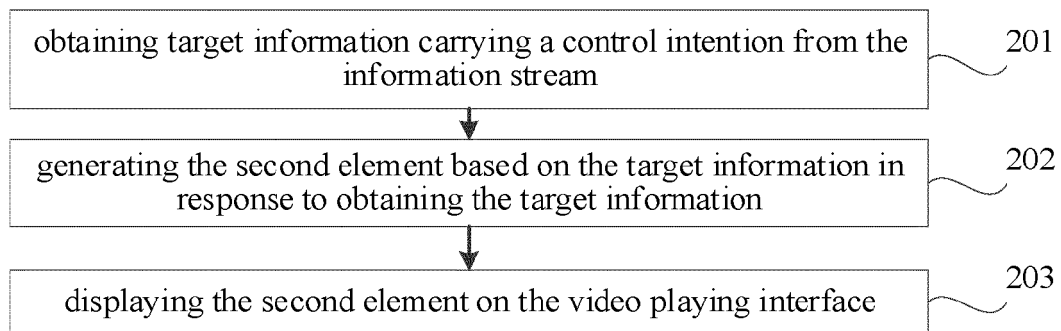 obtaining target information carrying a control intention from the
information stream
201
generating the second element based on the target information in
response to obtaining the target information
202
displaying the second element on the video playing interface
203